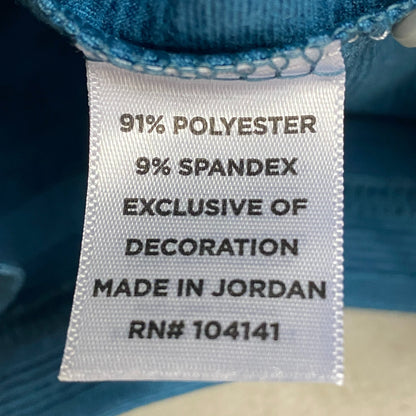 91% POLYESTER
9% SPANDEX
EXCLUSIVE OF
DECORATION
MADE IN JORDAN
RN# 104141